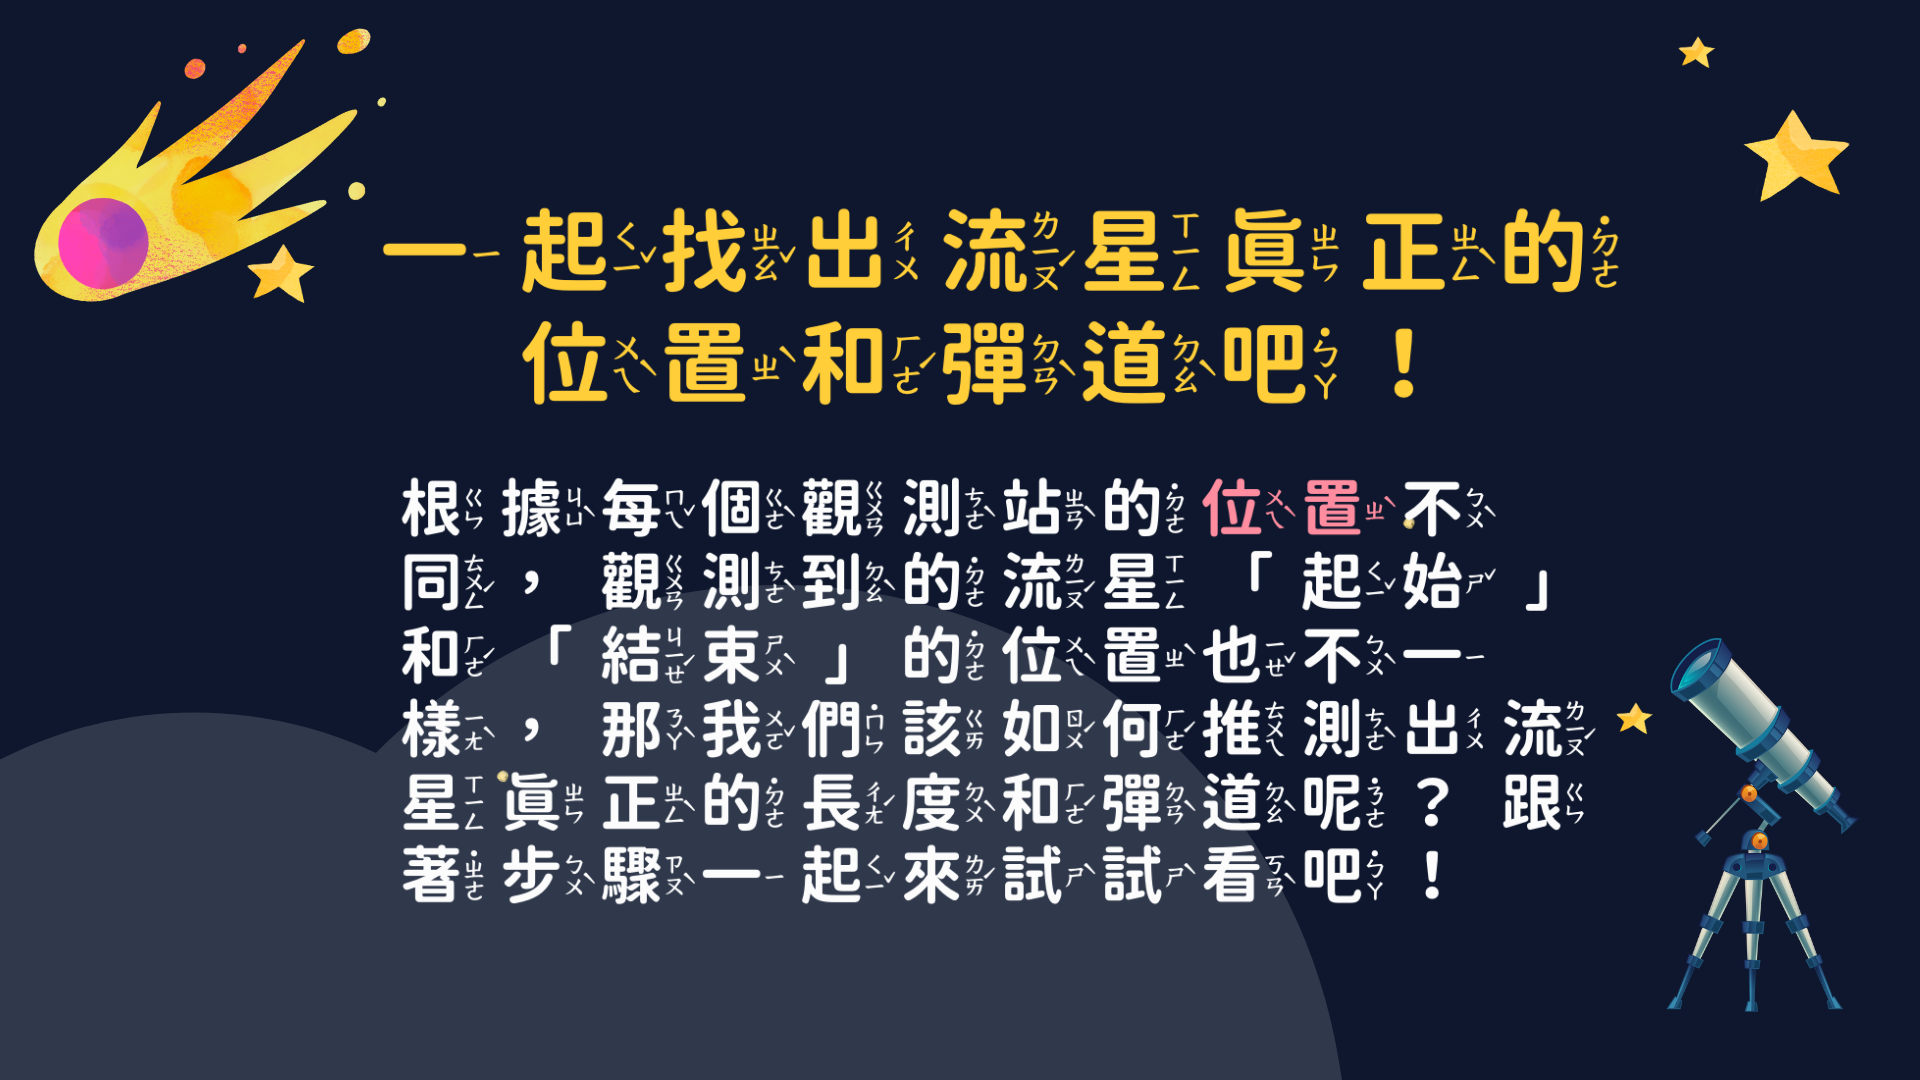 一起找出流星真正的
位置和彈道吧！
根據每個觀測站的位置不
同，觀測到的流星「起始」
和「結束」的位置也不一
樣，那我們該如何推測出流
星真正的長度和彈道呢？跟
著步驟一起來試試看吧！